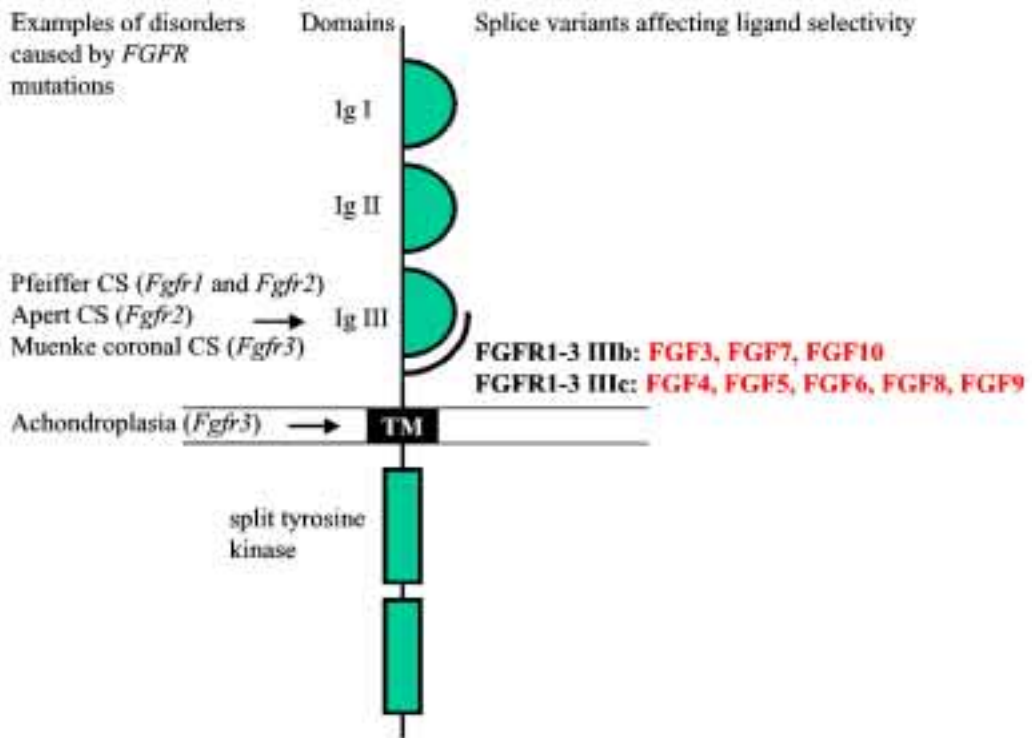 Examples of disorders
caused by FGFR
mutations
Domains
Splice variants affecting ligand selectivity
Ig I
Ig II
Pfeiffer CS (Fgfr1 and Fgfr2)
Apert CS (Fgfr2)
Muenke coronal CS (Fgfr3)
Ig III
FGFR1-3 IIIb: FGF3, FGF7, FGF10
FGFR1-3 IIIc: FGF4, FGF5, FGF6, FGF8, FGF9
Achondroplasia (Fgfr3)
TM
split tyrosine
kinase